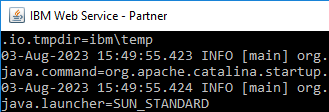 IBM Web Service - Partner
.io.tmpdir=ibm\temp
03-Aug-2023 15:49:55.423 INFO [main] org.
java.command=org.apache.catalina.startup.
03-Aug-2023 15:49:55.424 INFO [main] org.
java.launcher=SUN_STANDARD